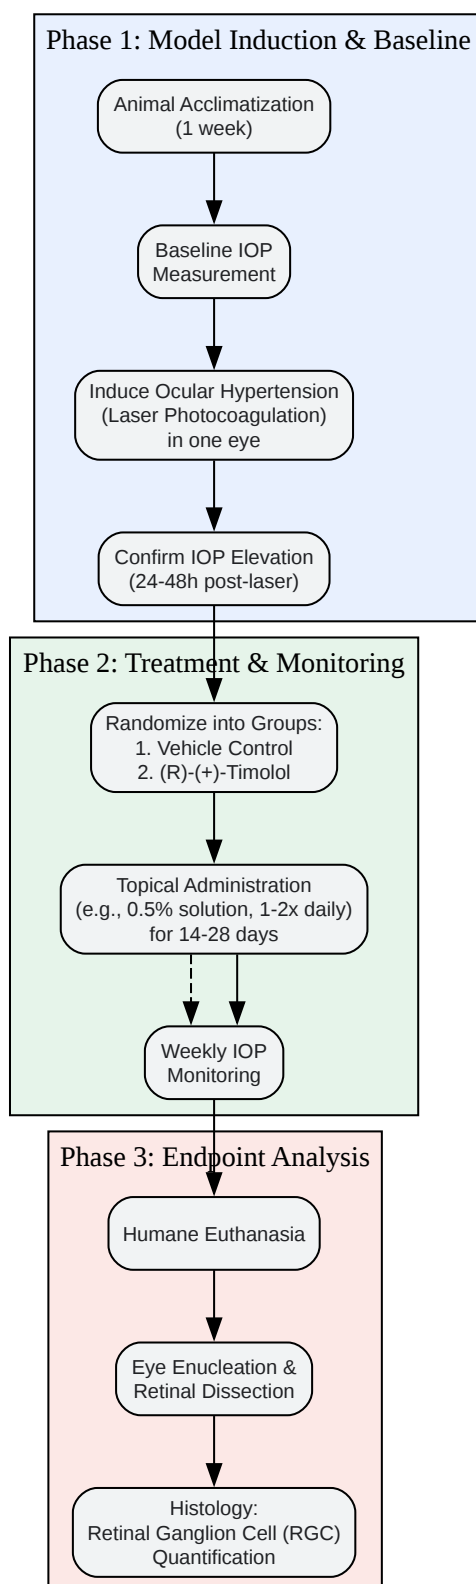 Phase 1: Model Induction & Baseline
Animal Acclimatization
(1 week)
Baseline IOP
Measurement
Induce Ocular Hypertension
(Laser Photocoagulation)
in one eye
Confirm IOP Elevation
(24-48h post-laser)
Phase 2: Treatment & Monitoring
Randomize into Groups:
1. Vehicle Control
2. (R)-(+)-Timolol
Topical Administration
(e.g., 0.5% solution, 1-2x daily)
for 14-28 days
Weekly IOP
Monitoring
Phase 3: Endpoint Analysis
Humane Euthanasia
Eye Enucleation &
Retinal Dissection
Histology:
Retinal Ganglion Cell (RGC)
Quantification